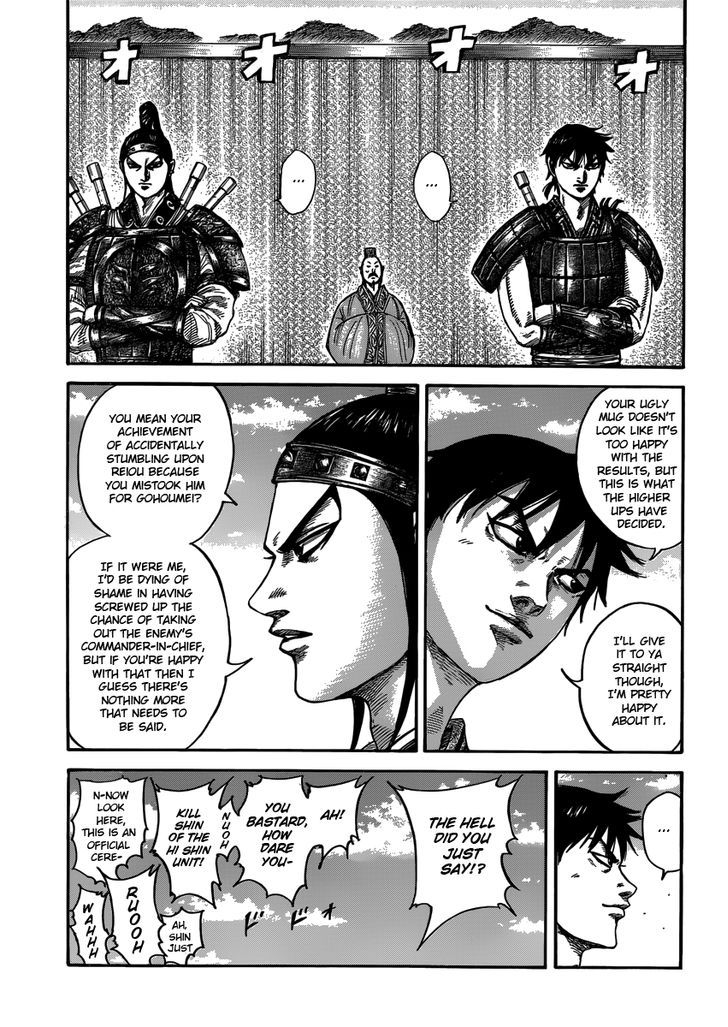 オ
オ
オ
オ
...
...
YOUR UGLY
MUG DOESN'T
LOOK LIKE IT'S
TOO HAPPY
WITH THE
RESULTS, BUT
THIS IS WHAT
THE HIGHER
UPS HAVE
DECIDED.
I'LL GIVE
IT TO YA
STRAIGHT
THOUGH,
I'M PRETTY
HAPPY
ABOUT IT.
YOU MEAN YOUR
ACHIEVEMENT
OF ACCIDENTALLY
STUMBLING UPON
REIOU BECAUSE
YOU MISTOOK HIM
FOR GOHOUMEI?
IF IT WERE ME,
I'D BE DYING OF
SHAME IN HAVING
SCREWED UP THE
CHANCE OF TAKING
OUT THE ENEMY'S
COMMANDER-IN-CHIEF,
BUT IF YOU'RE HAPPY
WITH THAT THEN I
GUESS THERE'S
NOTHING MORE
THAT NEEDS TO
BE SAID.
...
THE HELL
DID YOU
JUST
SAY!?
AH!
YOU
BASTARD,
HOW
DARE
YOU-
NUOH
KILL
SHIN
OF THE
HI SHIN
UNIT!
オ
ド
ド
N-NOW
LOOK
HERE,
THIS IS AN
OFFICIAL
CERE-
AH,
SHIN
JUST
RUOOH
WAHHH